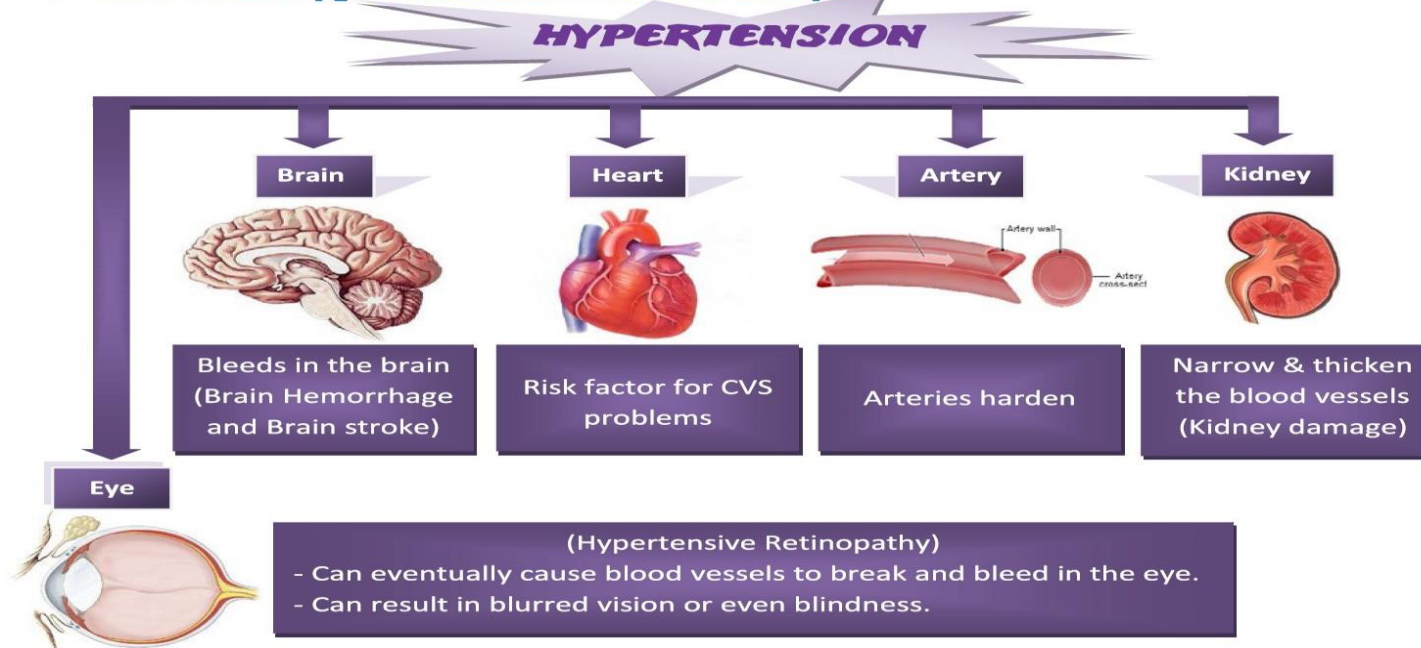 HYPERTENSION
Brain
Heart
Artery
Kidney
Artery wall
Artery
cross-sect
Bleeds in the brain
(Brain Hemorrhage
and Brain stroke)
Risk factor for CVS
problems
Arteries harden
Narrow & thicken
the blood vessels
(Kidney damage)
Eye
(Hypertensive Retinopathy)
- Can eventually cause blood vessels to break and bleed in the eye.
- Can result in blurred vision or even blindness.